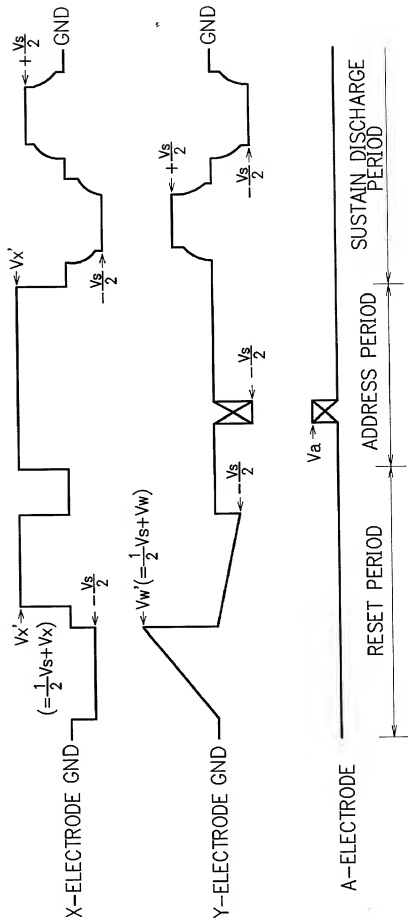 X-ELECTRODE GND
Vx'
(=1/2Vs+Vx)
-Vs/2
Vx'
-Vs/2
+Vs/2
GND
Y-ELECTRODE GND
Vw'(=1/2Vs+Vw)
-Vs/2
-Vs/2
+Vs/2
-Vs/2
GND
A-ELECTRODE
Va
RESET PERIOD
ADDRESS PERIOD
SUSTAIN DISCHARGE
PERIOD